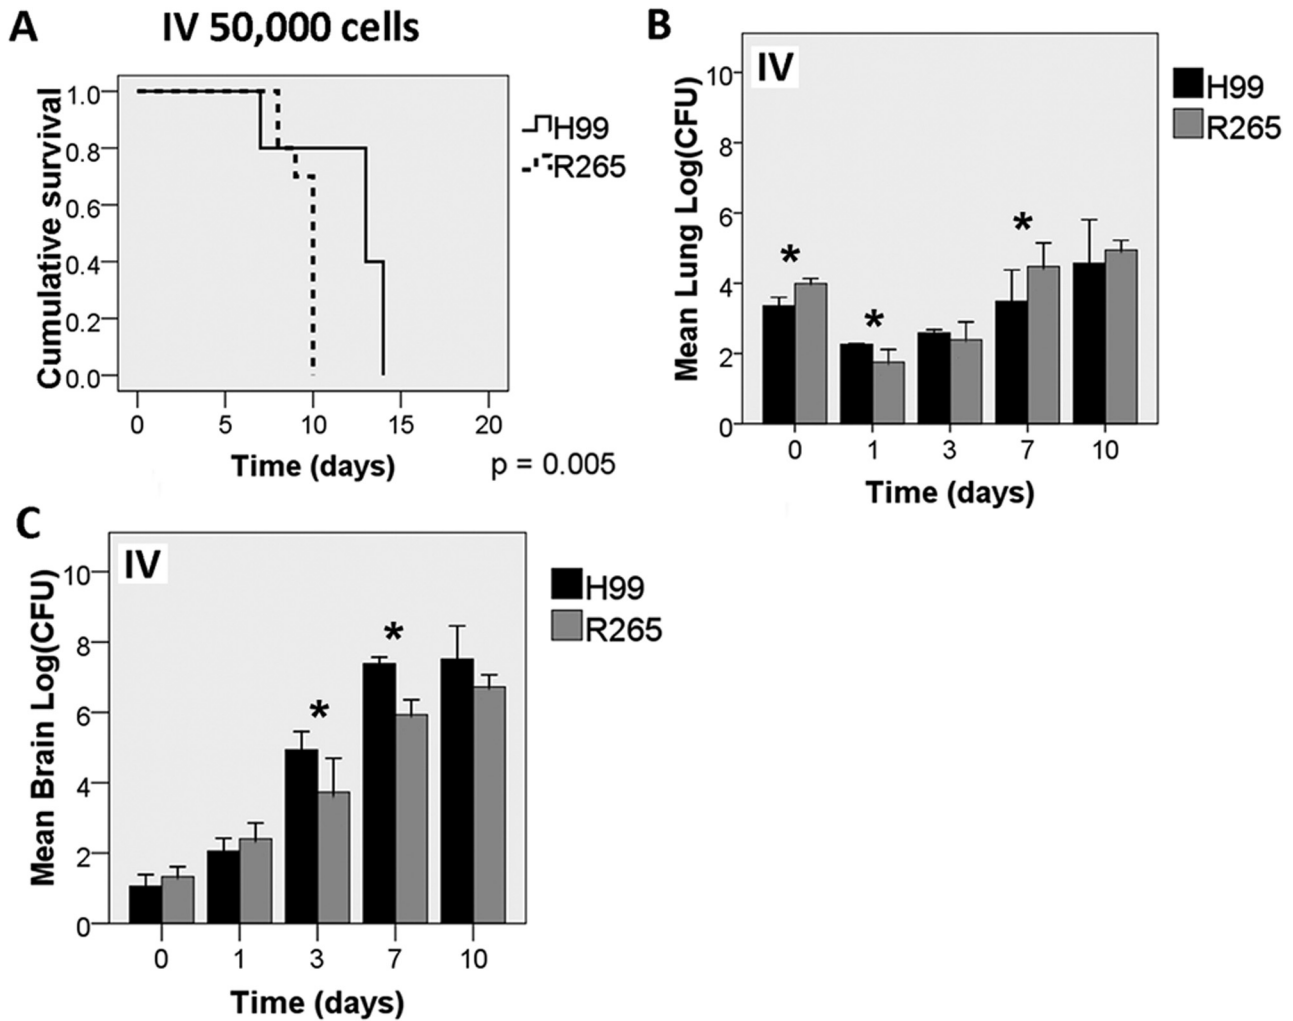 A
IV 50,000 cells
Cumulative survival
1.0
0.8
0.6
0.4
0.2
0.0
0 5 10 15 20
Time (days)
p = 0.005
H99
R265
B
IV
Mean Lung Log(CFU)
10
8
6
4
2
0
*
*
*
0 1 3 7 10
Time (days)
H99
R265
C
IV
Mean Brain Log(CFU)
10
8
6
4
2
0
*
*
0 1 3 7 10
Time (days)
H99
R265